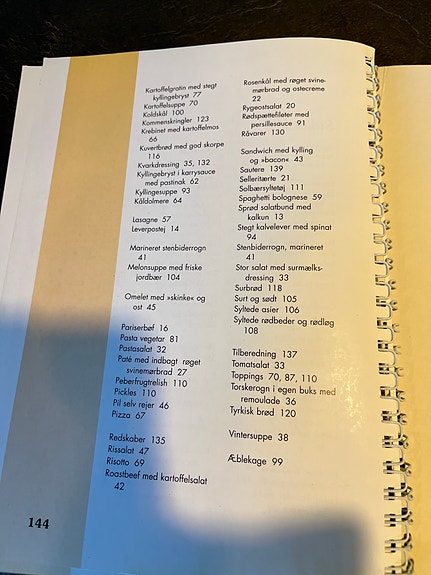 Kartoffelgratin med stegt
kyllingebryst 77
Kartoffelsuppe 70
Koldskål 100
Kommenskringler 123
Krebinet med kartoffelmos
66
Kuvertbrød med god skorpe
116
Kvarkdressing 35, 132
Kyllingebryst i karrysauce
med pastinak 62
Kyllingesuppe 93
Kåldolmere 64
Lasagne 57
Leverpostej 14
Marineret stenbiderrogn
41
Melonsuppe med friske
jordbær 104
Omelet med »skinke« og
ost 45
Pariserbøf 16
Pasta vegetar 81
Pastasalat 32
Paté med indbagt røget
svinemørbrad 27
Peberfrugtrelish 110
Pickles 110
Pil selv rejer 46
Pizza 67
Redskaber 135
Rissalat 47
Risotto 69
Roastbeef med kartoffelsalat
42
Rosenkål med røget svine-
mørbrad og ostecreme
22
Rygeostsalat 20
Rødspættefileter med
persillesauce 91
Råvarer 130
Sandwich med kylling
og »bacon« 43
Sautere 139
Selleritærte 21
Solbærsyltetøj 111
Spaghetti bolognese 59
Sprød salatbund med
kalkun 13
Stegt kalvelever med spinat
94
Stenbiderrogn, marineret
41
Stor salat med surmælks-
dressing 33
Surbrød 118
Surt og sødt 105
Syltede asier 106
Syltede rødbeder og rødløg
108
Tilberedning 137
Tomatsalat 33
Toppings 70, 87, 110
Torskerogn i egen buks med
remoulade 36
Tyrkisk brød 120
Vintersuppe 38
Æblekage 99
144